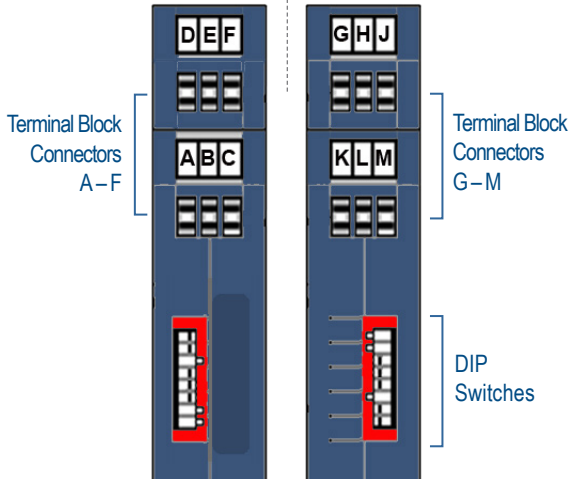 DEF
GHJ
Terminal Block
Connectors
A–F
ABC
KLM
Terminal Block
Connectors
G–M
DIP
Switches